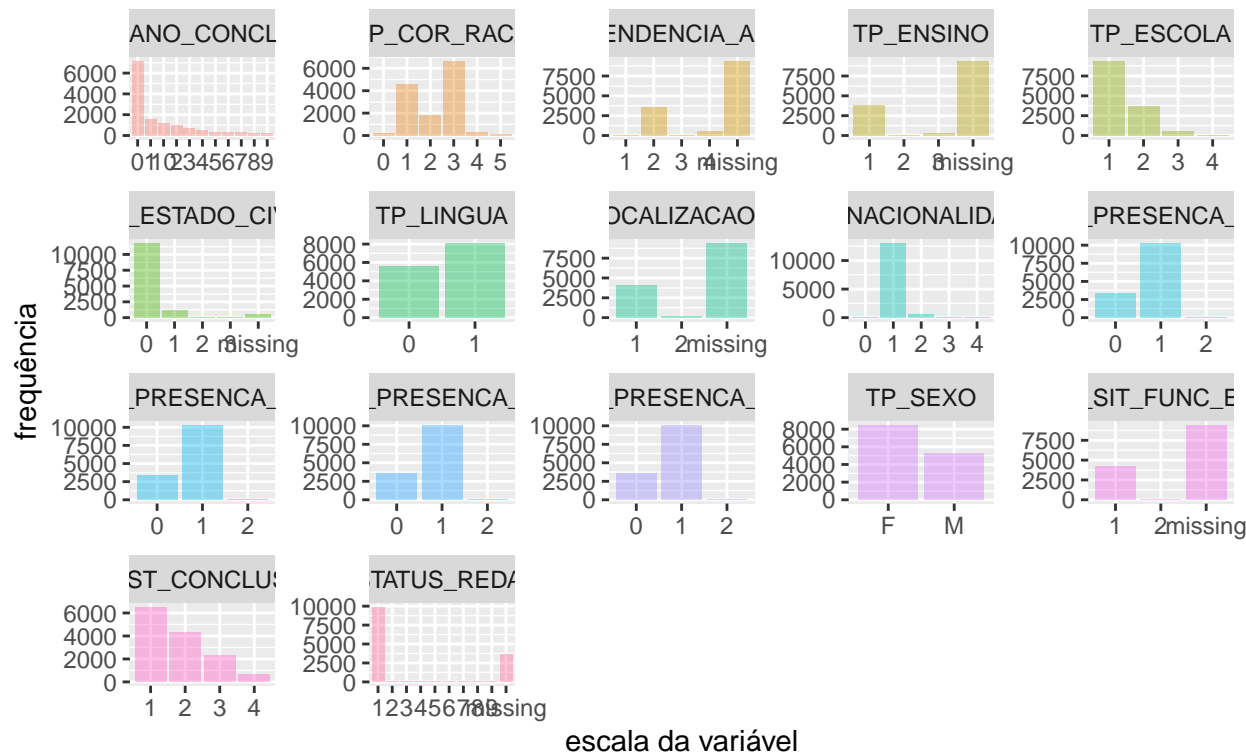 ANO_CONCL
P_COR_RAC
ENDENCIA_A
TP_ENSINO
TP_ESCOLA
6000
4000
2000
0
0 1 10 2 3 4 5 6 7 8 9
6000
4000
2000
0
0 1 2 3 4 5
7500
5000
2500
0
1 2 3 4 missing
7500
5000
2500
0
1 2 3 missing
7500
5000
2500
0
1 2 3 4
_ESTADO_CIV
TP_LINGUA
OCALIZACAO
NACIONALIDA
_PRESENCA_
10000
7500
5000
2500
0
0 1 2 3 missing
8000
6000
4000
2000
0
0 1
7500
5000
2500
0
1 2 missing
10000
5000
0
0 1 2 3 4
10000
7500
5000
2500
0
0 1 2
_PRESENCA_
_PRESENCA_
_PRESENCA_
TP_SEXO
_SIT_FUNC_E
10000
7500
5000
2500
0
0 1 2
10000
7500
5000
2500
0
0 1 2
10000
7500
5000
2500
0
0 1 2
8000
6000
4000
2000
0
F M
7500
5000
2500
0
1 2 missing
ST_CONCLUS
TATUS_REDA
6000
4000
2000
0
1 2 3 4
10000
7500
5000
2500
0
1 2 3 4 5 6 7 8 9 missing
frequência
escala da variável